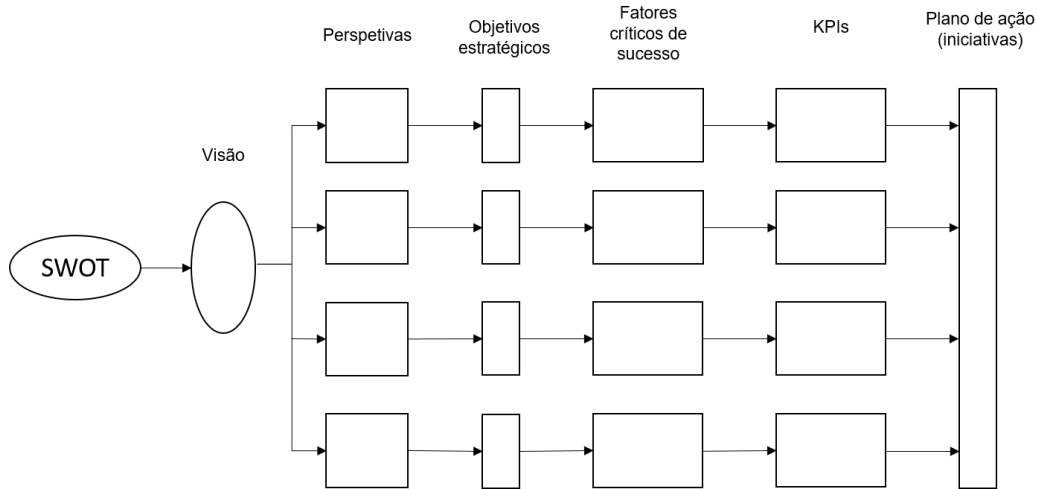 Perspetivas
Objetivos
estratégicos
Fatores
críticos de
sucesso
KPIs
Plano de ação
(iniciativas)
Visão
SWOT